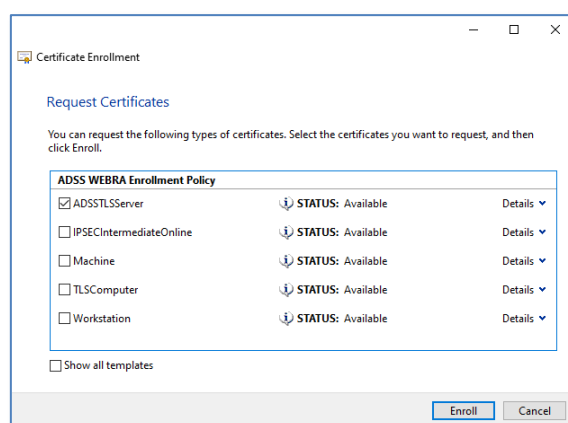 Certificate Enrollment
Request Certificates
You can request the following types of certificates. Select the certificates you want to request, and then
click Enroll.
ADSS WEBRA Enrollment Policy
ADSSTLSServer STATUS: Available Details
IPSECIntermediateOnline STATUS: Available Details
Machine STATUS: Available Details
TLSComputer STATUS: Available Details
Workstation STATUS: Available Details
Show all templates
Enroll Cancel